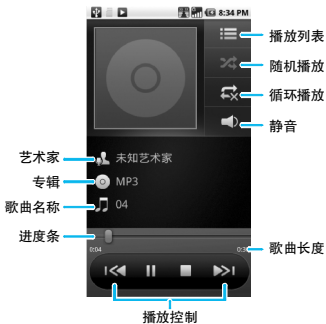 8:34 PM
播放列表
随机播放
循环播放
静音
艺术家
未知艺术家
专辑
MP3
歌曲名称
04
进度条
0:04
歌曲长度
播放控制